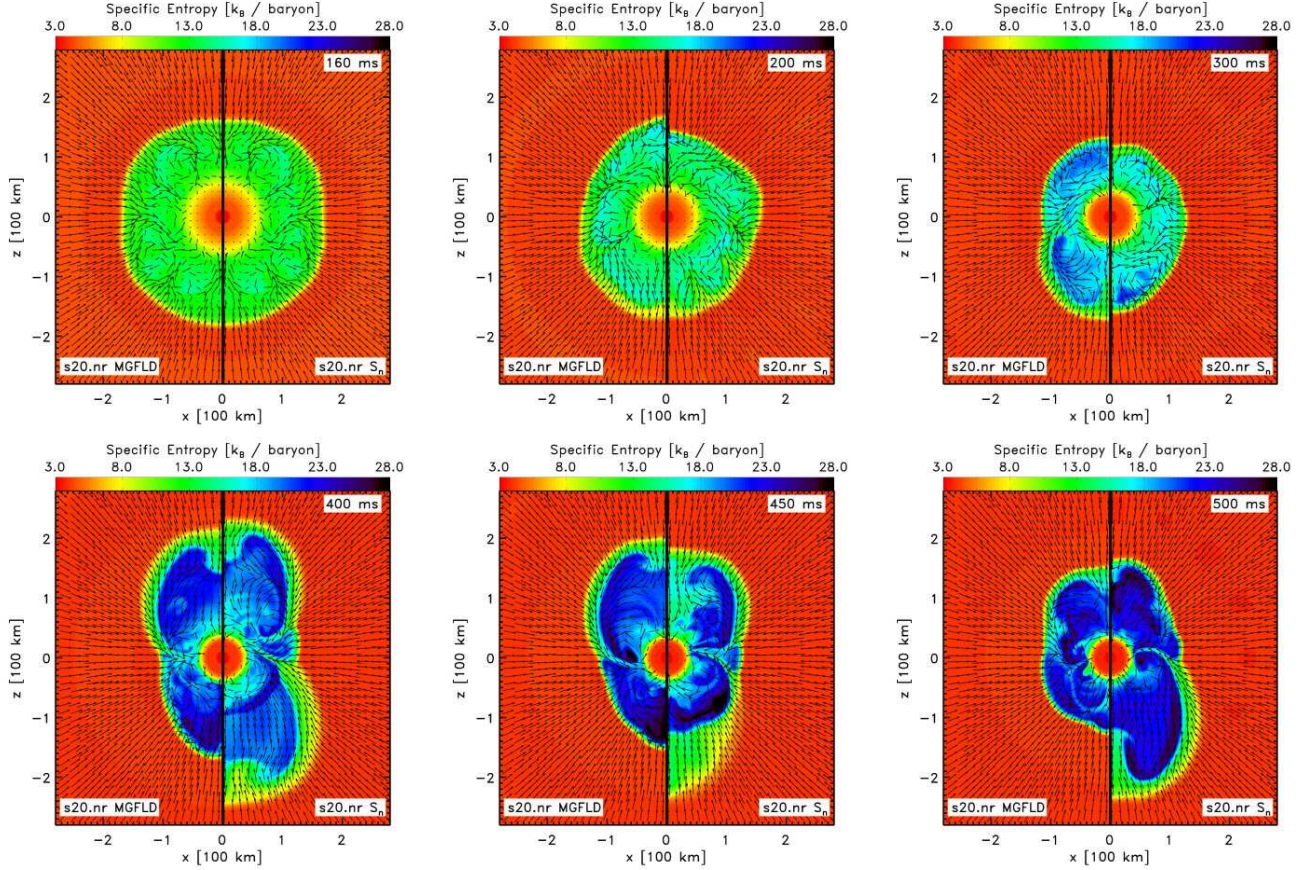 Specific Entropy [k_B / baryon]
3.0 8.0 13.0 18.0 23.0 28.0
160 ms
2
1
0
-1
-2
z [100 km]
s20.nr MGFLD
s20.nr S_n
-2 -1 0 1 2
x [100 km]
Specific Entropy [k_B / baryon]
3.0 8.0 13.0 18.0 23.0 28.0
200 ms
2
1
0
-1
-2
z [100 km]
s20.nr MGFLD
s20.nr S_n
-2 -1 0 1 2
x [100 km]
Specific Entropy [k_B / baryon]
3.0 8.0 13.0 18.0 23.0 28.0
300 ms
2
1
0
-1
-2
z [100 km]
s20.nr MGFLD
s20.nr S_n
-2 -1 0 1 2
x [100 km]
Specific Entropy [k_B / baryon]
3.0 8.0 13.0 18.0 23.0 28.0
400 ms
2
1
0
-1
-2
z [100 km]
s20.nr MGFLD
s20.nr S_n
-2 -1 0 1 2
x [100 km]
Specific Entropy [k_B / baryon]
3.0 8.0 13.0 18.0 23.0 28.0
450 ms
2
1
0
-1
-2
z [100 km]
s20.nr MGFLD
s20.nr S_n
-2 -1 0 1 2
x [100 km]
Specific Entropy [k_B / baryon]
3.0 8.0 13.0 18.0 23.0 28.0
500 ms
2
1
0
-1
-2
z [100 km]
s20.nr MGFLD
s20.nr S_n
-2 -1 0 1 2
x [100 km]